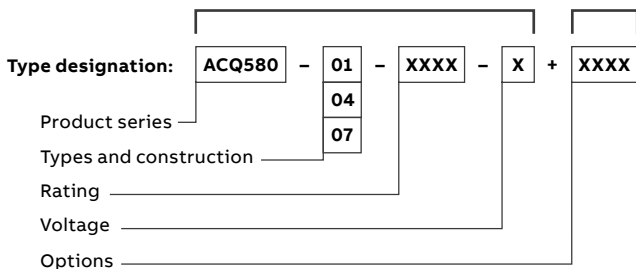 Type designation: ACQ580 – 01 – XXXX – X + XXXX
04
07
Product series
Types and construction
Rating
Voltage
Options